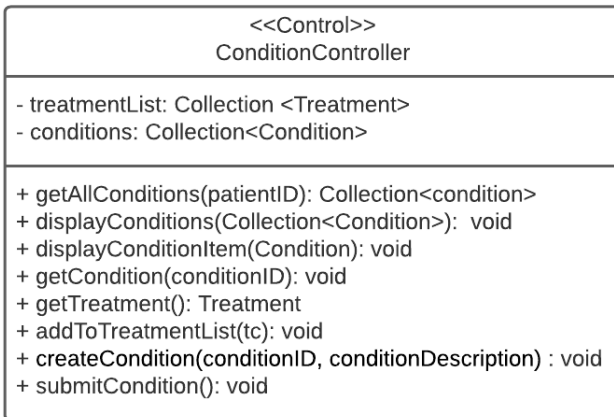 <<Control>>
ConditionController
- treatmentList: Collection <Treatment>
- conditions: Collection<Condition>
+ getAllConditions(patientID): Collection<condition>
+ displayConditions(Collection<Condition>):  void
+ displayConditionItem(Condition): void
+ getCondition(conditionID): void
+ getTreatment(): Treatment
+ addToTreatmentList(tc): void
+ createCondition(conditionID, conditionDescription) : void
+ submitCondition(): void